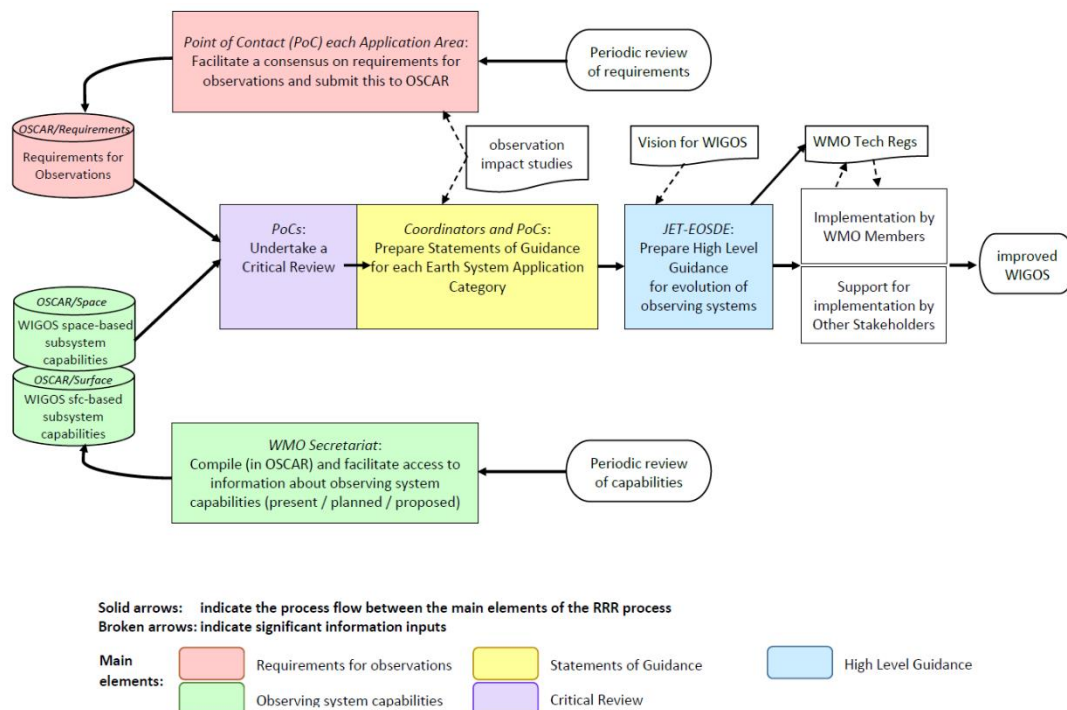 Point of Contact (PoC) each Application Area:
Facilitate a consensus on requirements for
observations and submit this to OSCAR
Periodic review
of requirements
OSCAR/Requirements
Requirements for
Observations
observation
impact studies
Vision for WIGOS
WMO Tech Regs
PoCs:
Undertake a
Critical Review
Coordinators and PoCs:
Prepare Statements of Guidance
for each Earth System Application
Category
JET-EOSDE:
Prepare High Level
Guidance
for evolution of
observing systems
Implementation by
WMO Members
Support for
implementation by
Other Stakeholders
improved
WIGOS
OSCAR/Space
WIGOS space-based
subsystem
capabilities
OSCAR/Surface
WIGOS sfc-based
subsystem
capabilities
WMO Secretariat:
Compile (in OSCAR) and facilitate access to
information about observing system
capabilities (present / planned / proposed)
Periodic review
of capabilities
Solid arrows: indicate the process flow between the main elements of the RRR process
Broken arrows: indicate significant information inputs
Main
elements:
Requirements for observations
Statements of Guidance
High Level Guidance
Observing system capabilities
Critical Review